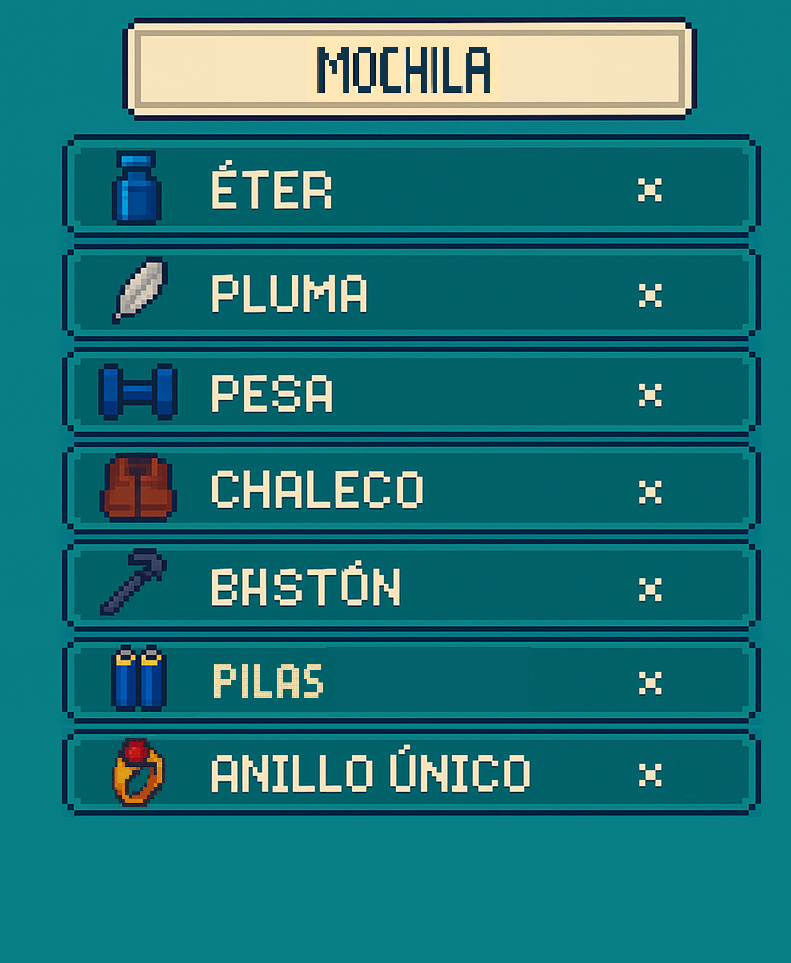 MOCHILA
ÉTER ×
PLUMA ×
PESA ×
CHALECO ×
BASTÓN ×
PILAS ×
ANILLO ÚNICO ×